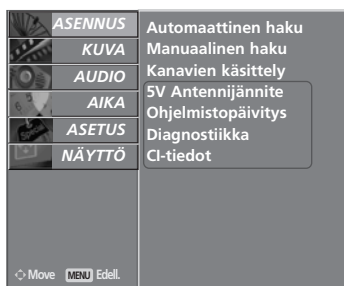 ASENNUS
KUVA
AUDIO
AIKA
ASETUS
NÄYTTÖ
Automaattinen haku
Manuaalinen haku
Kanavien käsittely
5V Antennijännite
Ohjelmistopäivitys
Diagnostiikka
CI-tiedot
Move MENU Edell.